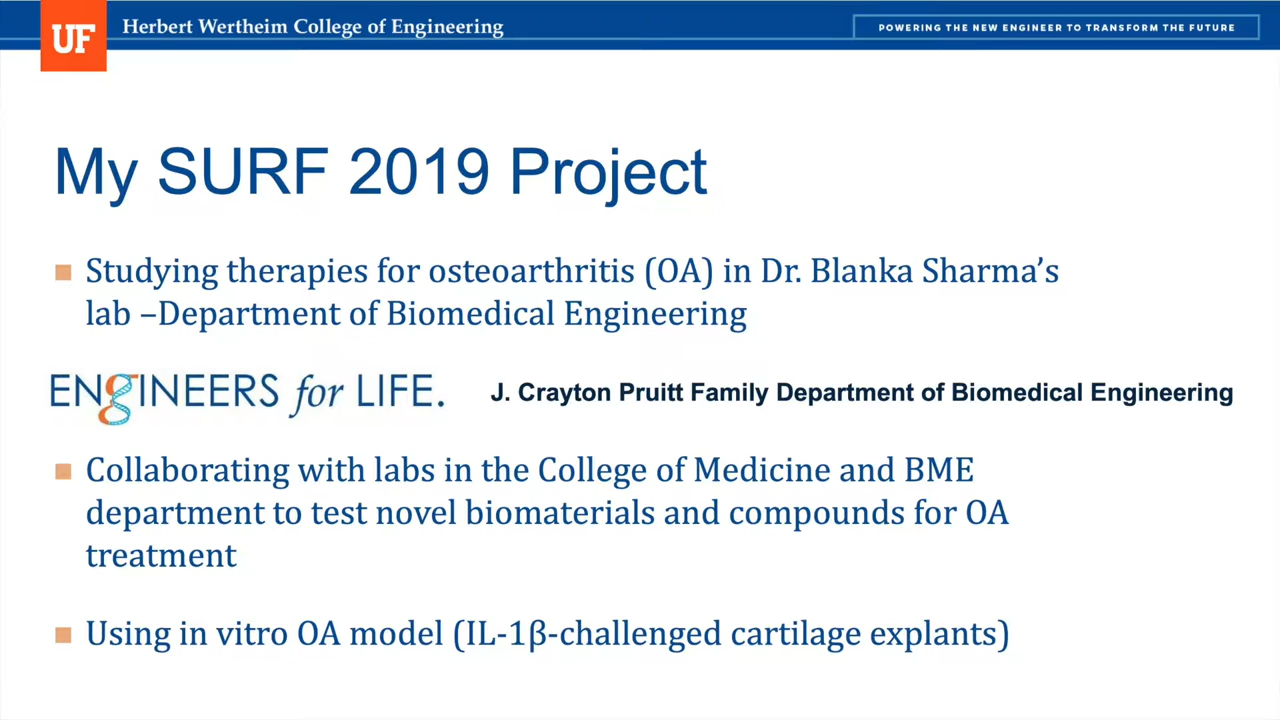 UF
Herbert Wertheim College of Engineering
POWERING THE NEW ENGINEER TO TRANSFORM THE FUTURE
My SURF 2019 Project
Studying therapies for osteoarthritis (OA) in Dr. Blanka Sharma’s
lab –Department of Biomedical Engineering
ENGINEERS for LIFE.
J. Crayton Pruitt Family Department of Biomedical Engineering
Collaborating with labs in the College of Medicine and BME
department to test novel biomaterials and compounds for OA
treatment
Using in vitro OA model (IL-1β-challenged cartilage explants)